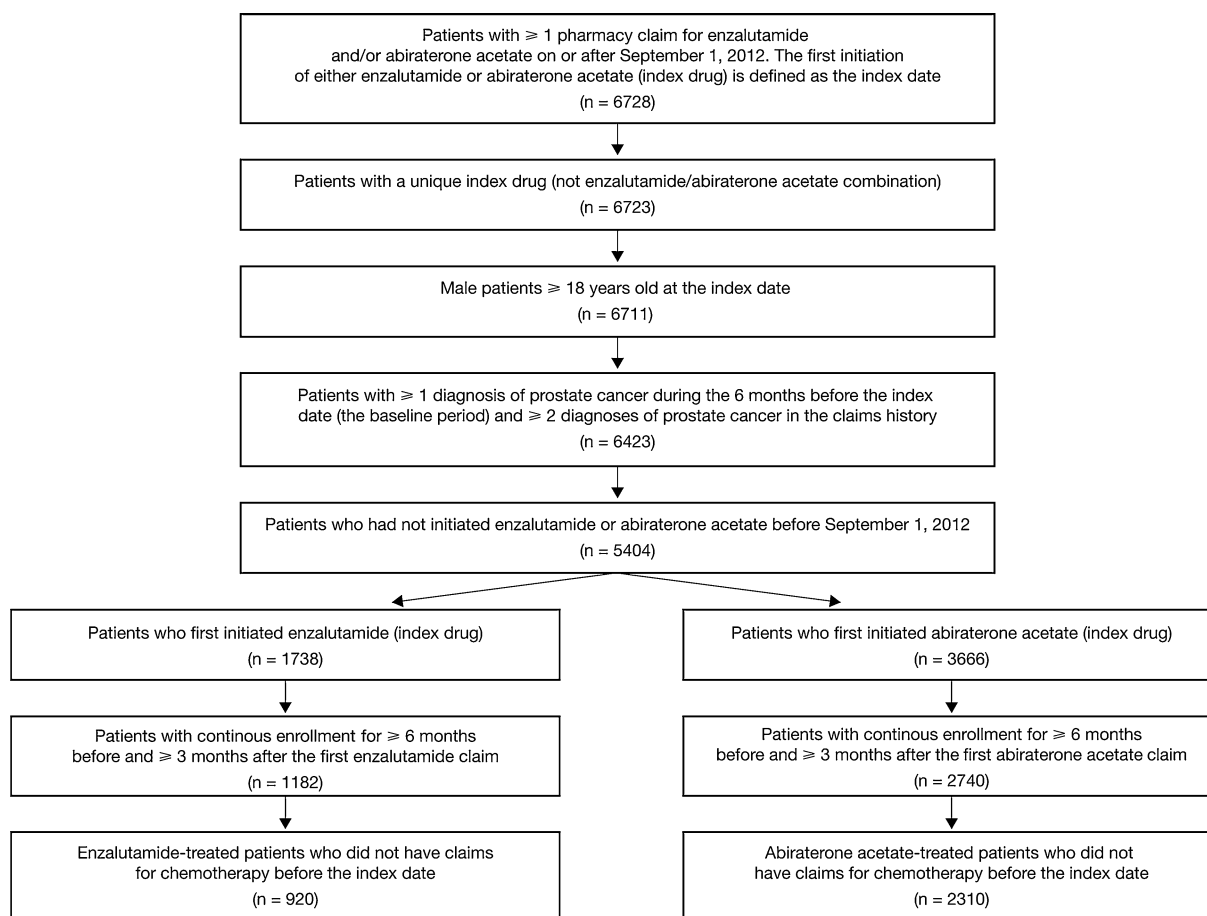 Patients with ⩾ 1 pharmacy claim for enzalutamide
and/or abiraterone acetate on or after September 1, 2012. The first initiation
of either enzalutamide or abiraterone acetate (index drug) is defined as the index date
(n = 6728)
Patients with a unique index drug (not enzalutamide/abiraterone acetate combination)
(n = 6723)
Male patients ⩾ 18 years old at the index date
(n = 6711)
Patients with ⩾ 1 diagnosis of prostate cancer during the 6 months before the index
date (the baseline period) and ⩾ 2 diagnoses of prostate cancer in the claims history
(n = 6423)
Patients who had not initiated enzalutamide or abiraterone acetate before September 1, 2012
(n = 5404)
Patients who first initiated enzalutamide (index drug)
(n = 1738)
Patients with continous enrollment for ⩾ 6 months
before and ⩾ 3 months after the first enzalutamide claim
(n = 1182)
Enzalutamide-treated patients who did not have claims
for chemotherapy before the index date
(n = 920)
Patients who first initiated abiraterone acetate (index drug)
(n = 3666)
Patients with continous enrollment for ⩾ 6 months
before and ⩾ 3 months after the first abiraterone acetate claim
(n = 2740)
Abiraterone acetate-treated patients who did not
have claims for chemotherapy before the index date
(n = 2310)